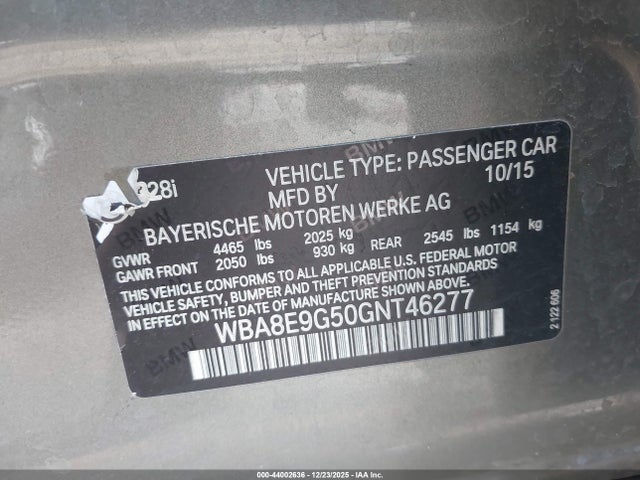 328i
VEHICLE TYPE: PASSENGER CAR
MFD BY 10/15
BAYERISCHE MOTOREN WERKE AG
GVWR 4465 lbs 2025 kg
GAWR FRONT 2050 lbs 930 kg REAR 2545 lbs 1154 kg
THIS VEHICLE CONFORMS TO ALL APPLICABLE U.S. FEDERAL MOTOR
VEHICLE SAFETY, BUMPER AND THEFT PREVENTION STANDARDS
IN EFFECT ON THE DATE OF MANUFACTURE SHOWN ABOVE.
WBA8E9G50GNT46277
2 122 606
000-44002636 - 12/23/2025 - IAAI.COM